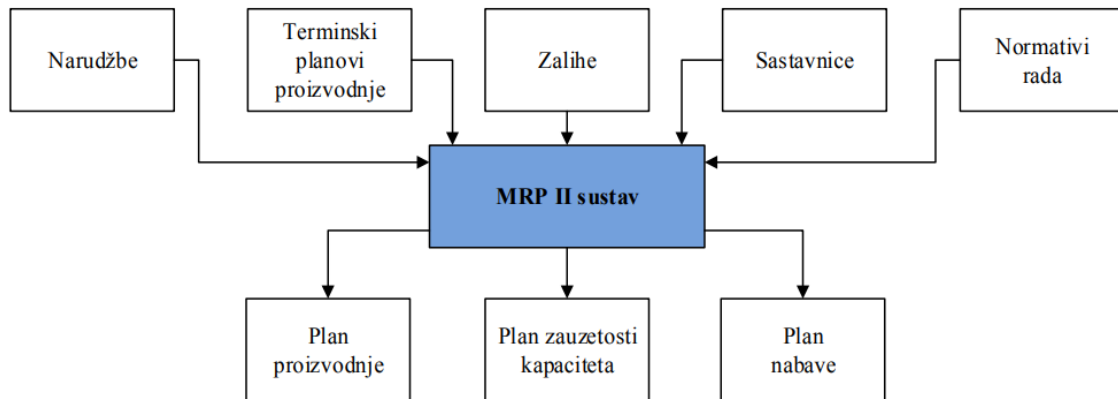 Narudžbe
Terminski
planovi
proizvodnje
Zalihe
Sastavnice
Normativi
rada
MRP II sustav
Plan
proizvodnje
Plan zauzetosti
kapaciteta
Plan
nabave